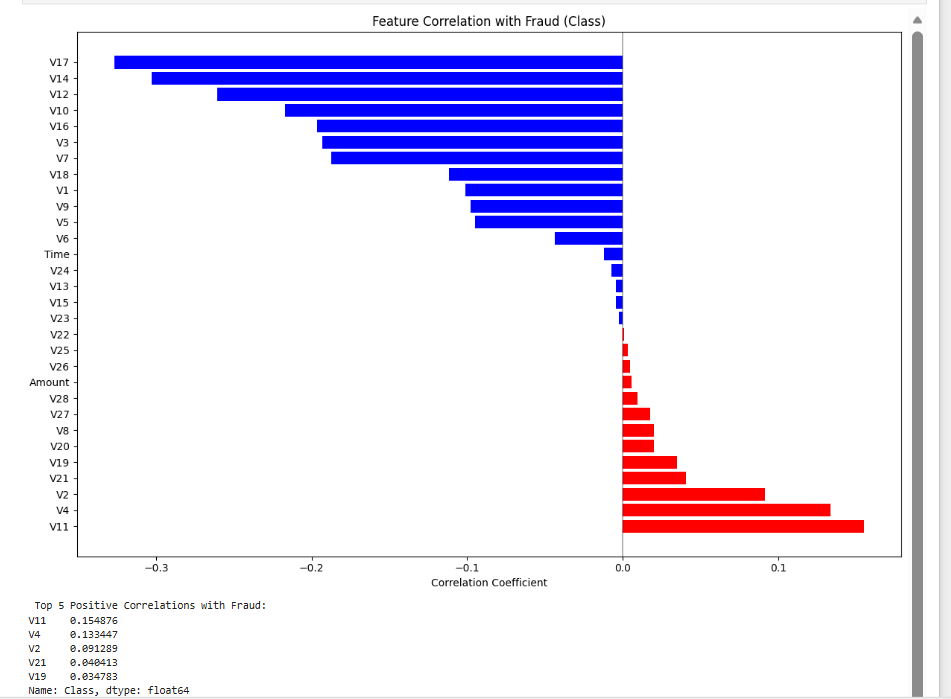 Feature Correlation with Fraud (Class)
V17
V14
V12
V10
V16
V3
V7
V18
V1
V9
V5
V6
Time
V24
V13
V15
V23
V22
V25
V26
Amount
V28
V27
V8
V20
V19
V21
V2
V4
V11
−0.3 −0.2 −0.1 0.0 0.1
Correlation Coefficient
Top 5 Positive Correlations with Fraud:
V11 0.154876
V4 0.133447
V2 0.091289
V21 0.040413
V19 0.034783
Name: Class, dtype: float64